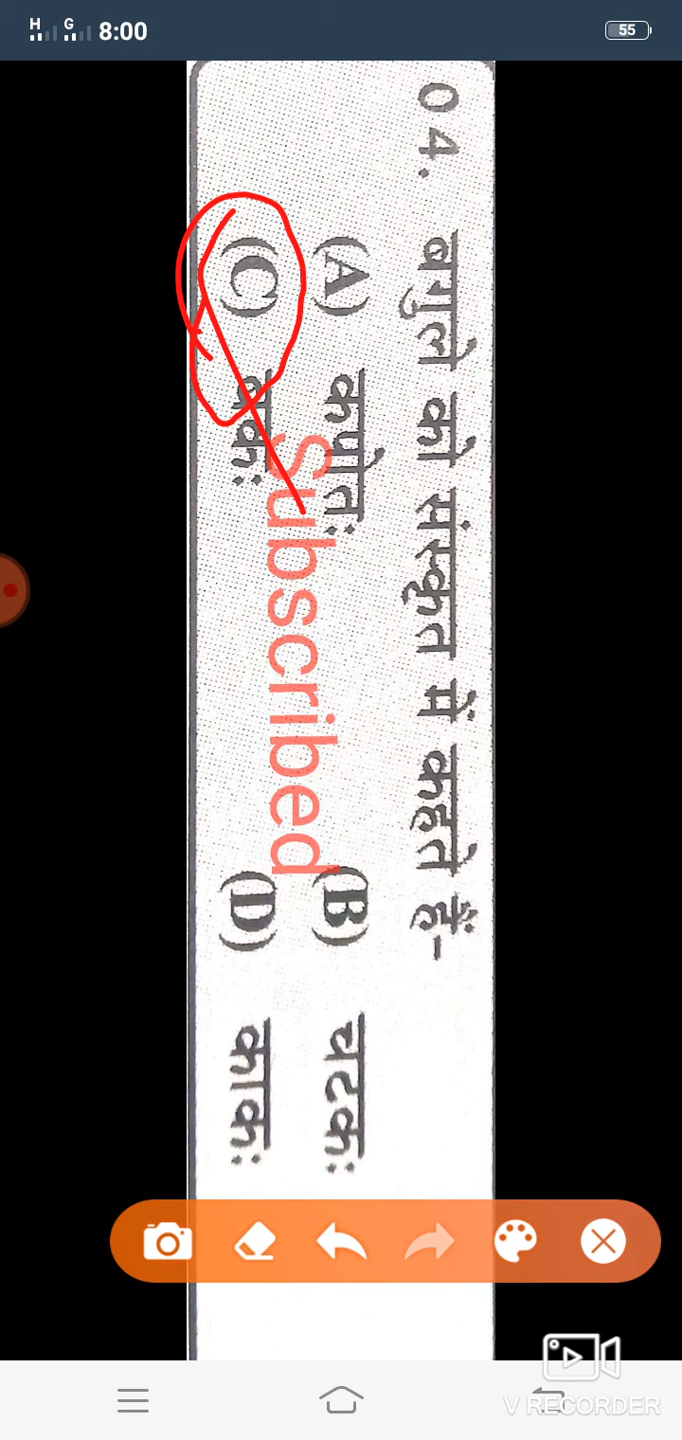 H G 8:00 55
04. बगुले को संस्कृत में कहते हैं-
(A) कपोतः (B) चटकः
(C) बकः (D) काकः
Subscribed
V RECORDER